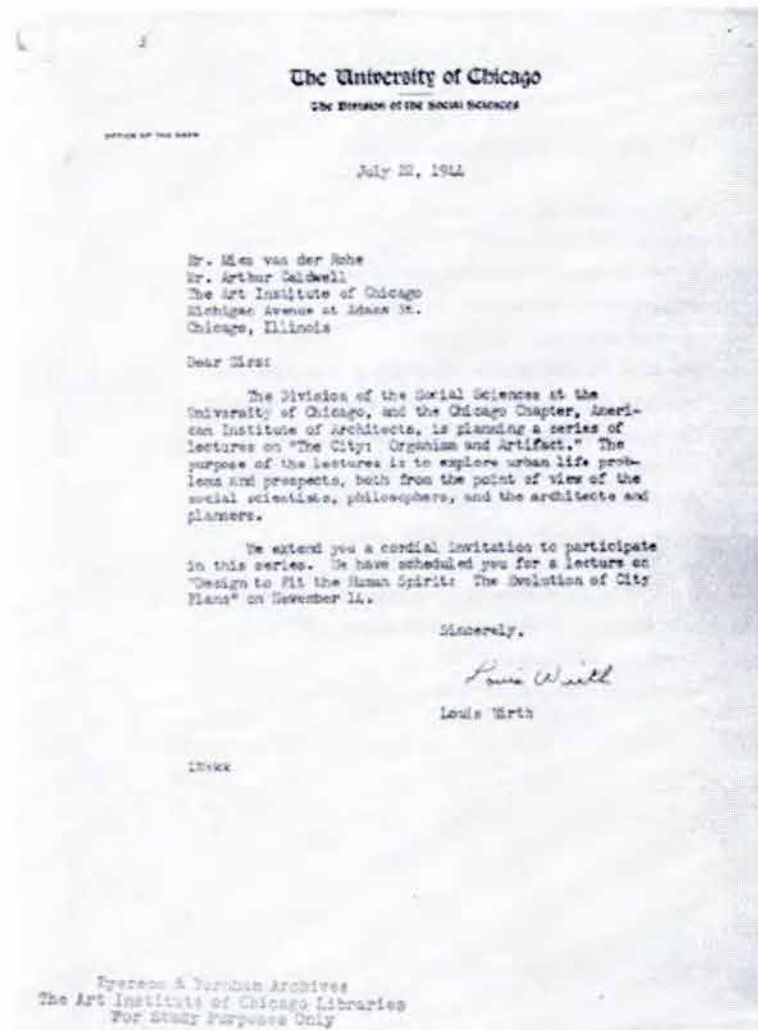 The University of Chicago
The Division of the Social Sciences
OFFICE OF THE DEAN
July 22, 1944
Mr. Mies van der Rohe
Mr. Arthur Caldwell
The Art Institute of Chicago
Michigan Avenue at Adams St.
Chicago, Illinois
Dear Sirs:
The Division of the Social Sciences at the
University of Chicago, and the Chicago Chapter, Ameri-
can Institute of Architects, is planning a series of
lectures on "The City: Organism and Artifact." The
purpose of the lectures is to explore urban life prob-
lems and prospects, both from the point of view of the
social scientists, philosophers, and the architects and
planners.
We extend you a cordial invitation to participate
in this series. We have scheduled you for a lecture on
"Design to Fit the Human Spirit: The Evolution of City
Plans" on November 14.
Sincerely,
Louis Wirth
Louis Wirth
Ryerson & Burnham Archives
The Art Institute of Chicago Libraries
For Study Purposes Only